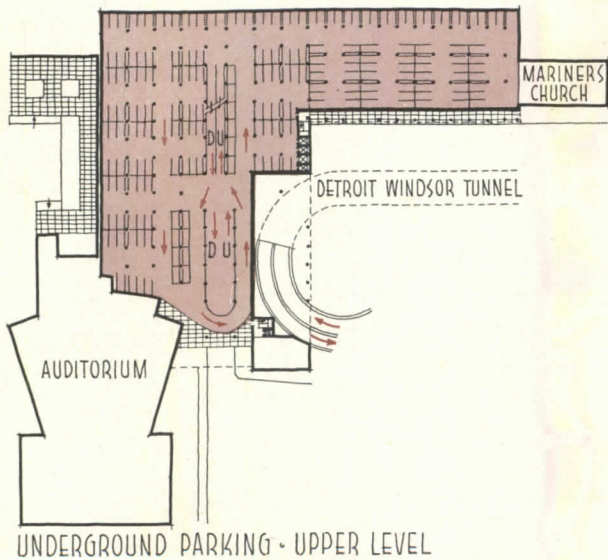 MARINERS
CHURCH
DU
DETROIT WINDSOR TUNNEL
DU
AUDITORIUM
UNDERGROUND PARKING · UPPER LEVEL